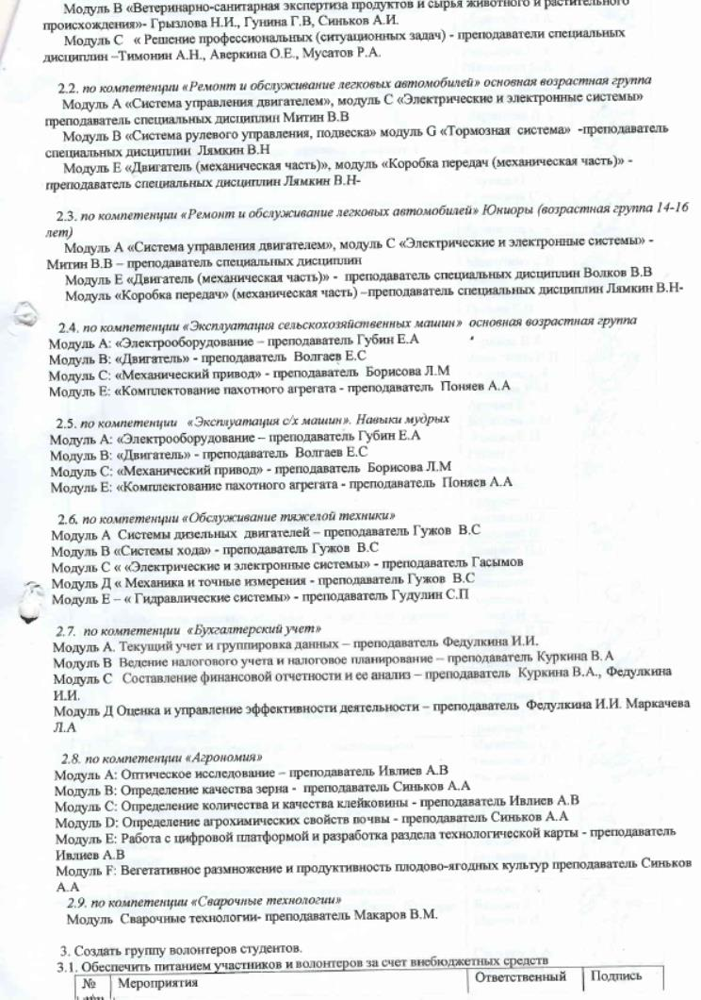 Модуль В «Ветеринарно-санитарная экспертиза продуктов и сырья животного и растительного
происхождения»- Грызлова Н.И., Гунина Г.В, Синьков А.И.
Модуль С « Решение профессиональных (ситуационных задач) - преподаватели специальных
дисциплин –Тимонин А.Н., Аверкина О.Е., Мусатов Р.А.
2.2. по компетенции «Ремонт и обслуживание легковых автомобилей» основная возрастная группа
Модуль А «Система управления двигателем», модуль С «Электрические и электронные системы»
преподаватель специальных дисциплин Митин В.В
Модуль В «Система рулевого управления, подвеска» модуль G «Тормозная система» -преподаватель
специальных дисциплин Лямкин В.Н
Модуль Е «Двигатель (механическая часть)», модуль «Коробка передач (механическая часть)» -
преподаватель специальных дисциплин Лямкин В.Н-
2.3. по компетенции «Ремонт и обслуживание легковых автомобилей» Юниоры (возрастная группа 14-16
лет)
Модуль А «Система управления двигателем», модуль С «Электрические и электронные системы» -
Митин В.В – преподаватель специальных дисциплин
Модуль Е «Двигатель (механическая часть)» - преподаватель специальных дисциплин Волков В.В
Модуль «Коробка передач» (механическая часть) –преподаватель специальных дисциплин Лямкин В.Н-
2.4. по компетенции «Эксплуатация сельскохозяйственных машин» основная возрастная группа
Модуль А: «Электрооборудование – преподаватель Губин Е.А
Модуль В: «Двигатель» - преподаватель Волгаев Е.С
Модуль С: «Механический привод» - преподаватель Борисова Л.М
Модуль Е: «Комплектование пахотного агрегата - преподаватель Поняев А.А
2.5. по компетенции «Эксплуатация с/х машин». Навыки мудрых
Модуль А: «Электрооборудование – преподаватель Губин Е.А
Модуль В: «Двигатель» - преподаватель Волгаев Е.С
Модуль С: «Механический привод» - преподаватель Борисова Л.М
Модуль Е: «Комплектование пахотного агрегата - преподаватель Поняев А.А
2.6. по компетенции «Обслуживание тяжелой техники»
Модуль А Системы дизельных двигателей – преподаватель Гужов В.С
Модуль В «Системы хода» - преподаватель Гужов В.С
Модуль С « «Электрические и электронные системы» - преподаватель Гасымов
Модуль Д « Механика и точные измерения - преподаватель Гужов В.С
Модуль Е – « Гидравлические системы» - преподаватель Гудулин С.П
2.7. по компетенции «Бухгалтерский учет»
Модуль А. Текущий учет и группировка данных – преподаватель Федулкина И.И.
Модуль В Ведение налогового учета и налоговое планирование – преподаватель Куркина В.А
Модуль С Составление финансовой отчетности и ее анализ – преподаватель Куркина В.А., Федулкина
И.И.
Модуль Д Оценка и управление эффективности деятельности – преподаватель Федулкина И.И. Маркачева
Л.А
2.8. по компетенции «Агрономия»
Модуль А: Оптическое исследование – преподаватель Ивлиев А.В
Модуль В: Определение качества зерна - преподаватель Синьков А.А
Модуль С: Определение количества и качества клейковины - преподаватель Ивлиев А.В
Модуль D: Определение агрохимических свойств почвы - преподаватель Синьков А.А
Модуль Е: Работа с цифровой платформой и разработка раздела технологической карты - преподаватель
Ивлиев А.В
Модуль F: Вегетативное размножение и продуктивность плодово-ягодных культур преподаватель Синьков
А.А
2.9. по компетенции «Сварочные технологии»
Модуль Сварочные технологии- преподаватель Макаров В.М.
3. Создать группу волонтеров студентов.
3.1. Обеспечить питанием участников и волонтеров за счет внебюджетных средств
№ Мероприятия Ответственный Подпись